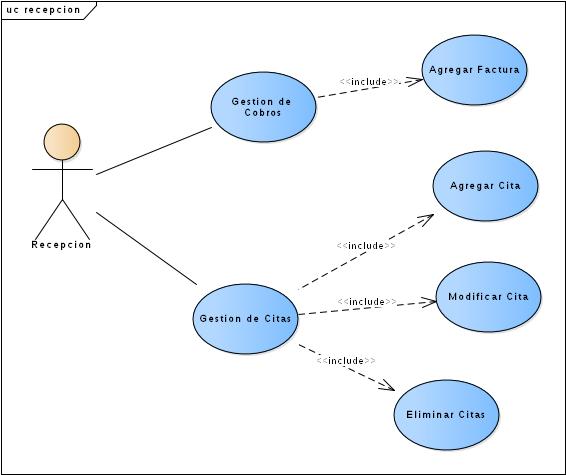 uc recepcion
Agregar Factura
<<include>>
Gestion de
Cobros
Agregar Cita
Recepcion
<<include>>
Modificar Cita
<<include>>
Gestion de Citas
<<include>>
Eliminar Citas